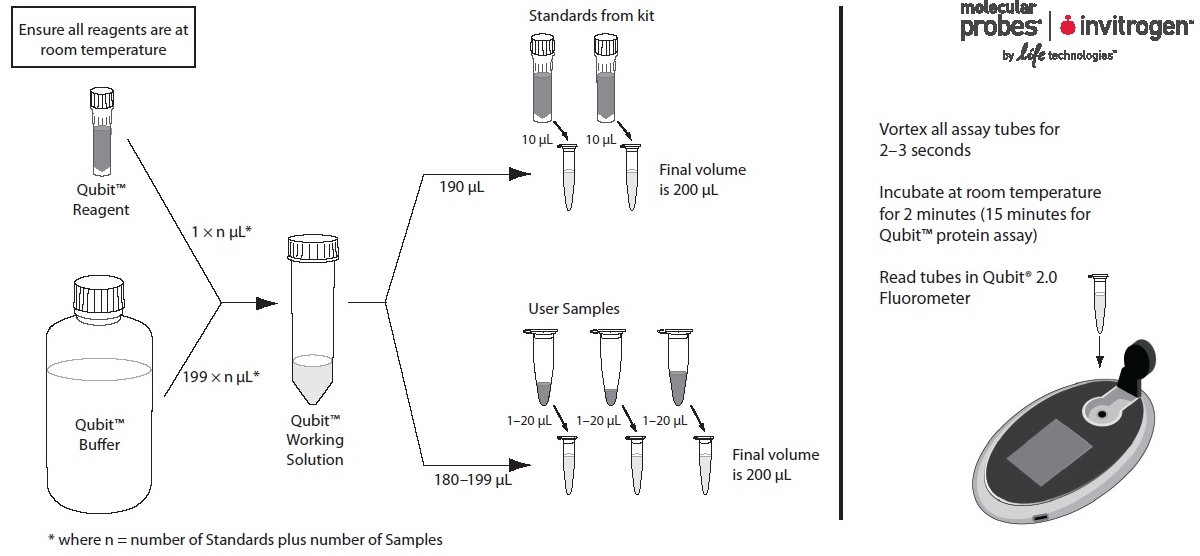 Ensure all reagents are at
room temperature
Qubit™
Reagent
1 × n µL*
199 × n µL*
Qubit™
Buffer
Qubit™
Working
Solution
Standards from kit
10 µL
10 µL
190 µL
Final volume
is 200 µL
User Samples
1–20 µL
1–20 µL
1–20 µL
180–199 µL
Final volume
is 200 µL
* where n = number of Standards plus number of Samples
molecular
probes® invitrogen™
by life technologies™
Vortex all assay tubes for
2–3 seconds
Incubate at room temperature
for 2 minutes (15 minutes for
Qubit™ protein assay)
Read tubes in Qubit® 2.0
Fluorometer